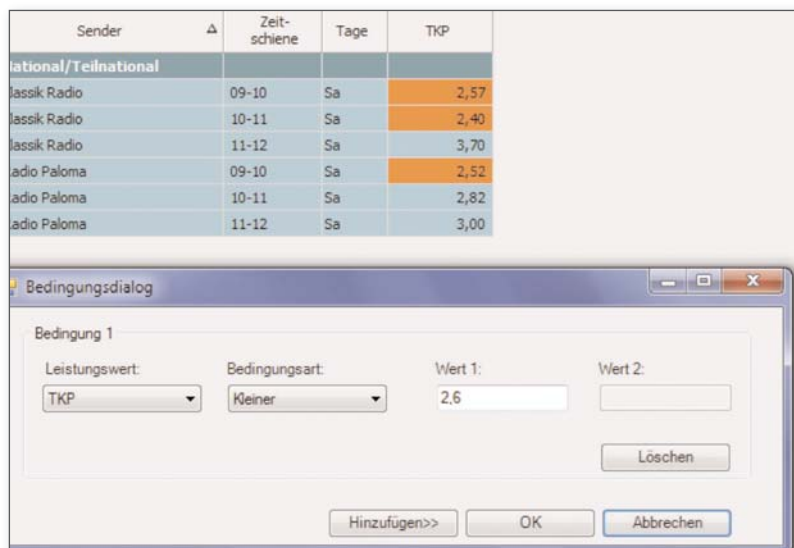 Sender Zeit-schiene Tage TKP
National/Teilnational
lassik Radio 09-10 Sa 2,57
lassik Radio 10-11 Sa 2,40
lassik Radio 11-12 Sa 3,70
adio Paloma 09-10 Sa 2,52
adio Paloma 10-11 Sa 2,82
adio Paloma 11-12 Sa 3,00
Bedingungsdialog
Bedingung 1
Leistungswert: Bedingungsart: Wert 1: Wert 2:
TKP Kleiner 2,6
Löschen
Hinzufügen>> OK Abbrechen